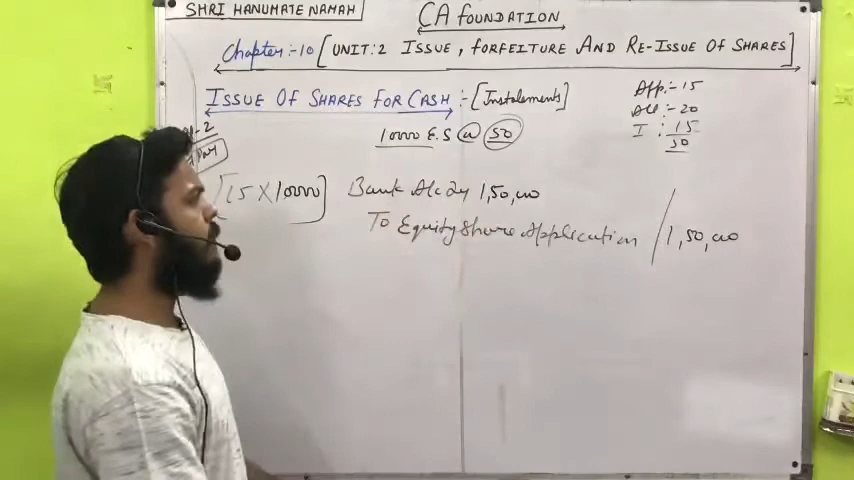 SHRI HANUMATE NAMAH
CA FOUNDATION
Chapter:-10 [UNIT:2 ISSUE, FORFEITURE AND RE-ISSUE OF SHARES]
ISSUE OF SHARES FOR CASH :- [Instalements]
App:- 15
All:- 20
I : 15
50
10000 E.S @ 50
[15 X 10000]
Bank A/c Dr 1,50,000
To Equity Share Application / 1,50,000